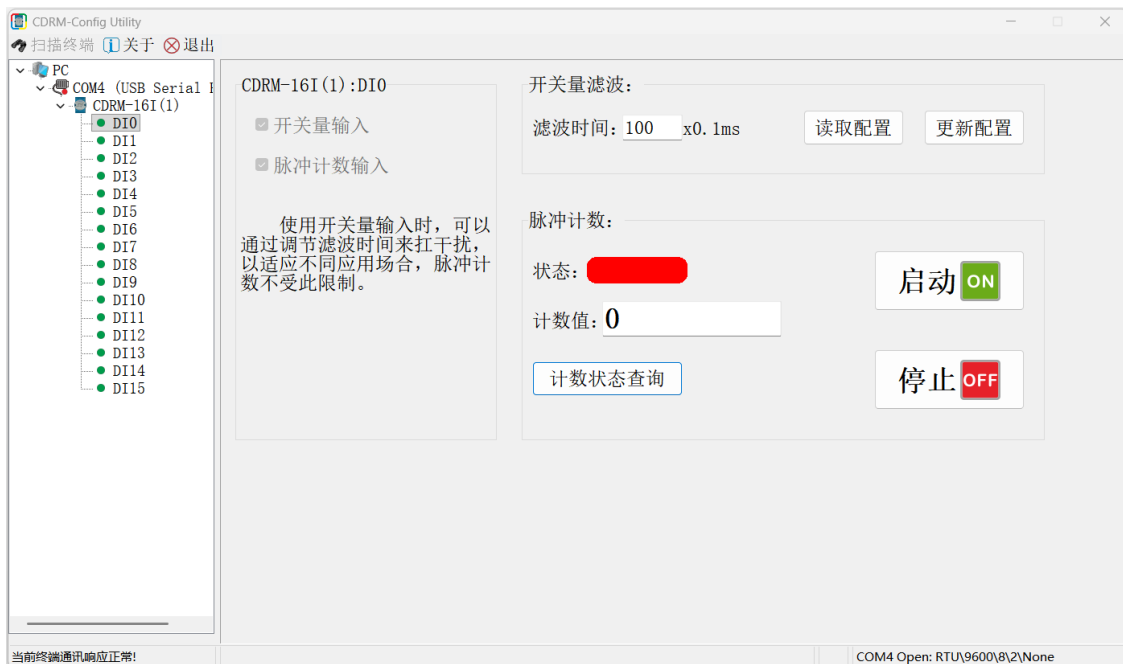 CDRM-Config Utility
扫描终端 关于 退出
PC
COM4 (USB Serial
CDRM-16I(1)
DI0
DI1
DI2
DI3
DI4
DI5
DI6
DI7
DI8
DI9
DI10
DI11
DI12
DI13
DI14
DI15
CDRM-16I(1):DI0
开关量输入
脉冲计数输入
使用开关量输入时，可以
通过调节滤波时间来扛干扰，
以适应不同应用场合，脉冲计
数不受此限制。
开关量滤波：
滤波时间：100 x0.1ms 读取配置 更新配置
脉冲计数：
状态：
启动 ON
计数值：0
计数状态查询
停止 OFF
当前终端通讯响应正常!
COM4 Open: RTU\9600\8\2\None